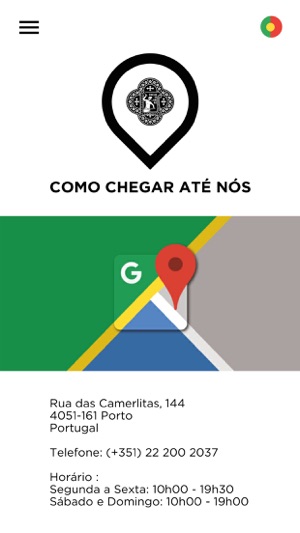 COMO CHEGAR ATÉ NÓS
G
Rua das Camerlitas, 144
4051-161 Porto
Portugal
Telefone: (+351) 22 200 2037
Horário :
Segunda a Sexta: 10h00 - 19h30
Sábado e Domingo: 10h00 - 19h00